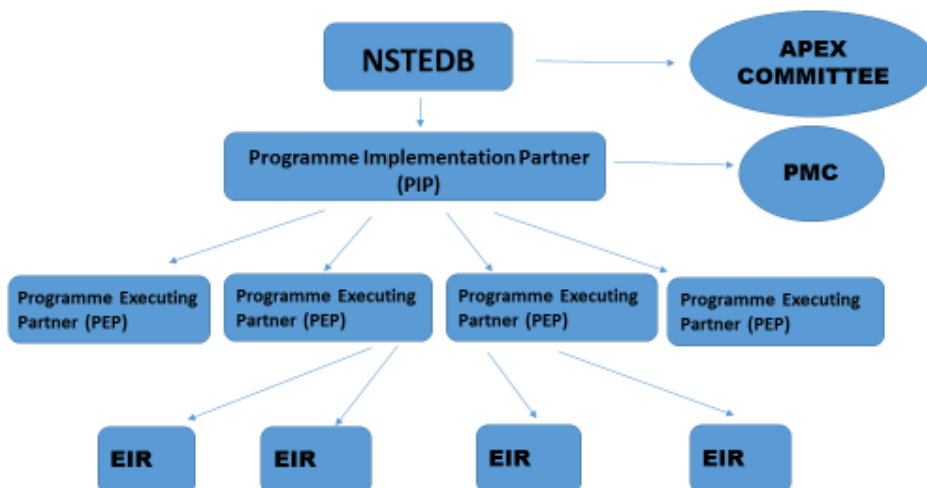 NSTEDB
APEX
COMMITTEE
Programme Implementation Partner
(PIP)
PMC
Programme Executing
Partner (PEP)
Programme Executing
Partner (PEP)
Programme Executing
Partner (PEP)
Programme Executing
Partner (PEP)
EIR
EIR
EIR
EIR